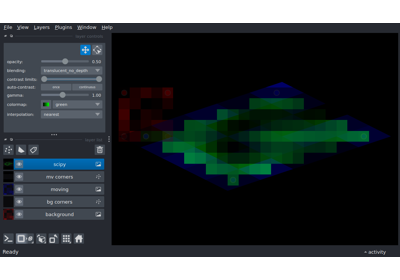 File View Layers Plugins Window Help
opacity: 0.50
blending: translucent_no_depth
contrast limits:
auto-contrast: once continuous
gamma: 1.00
colormap: green
interpolation: nearest
scipy
mv corners
moving
bg corners
background
Ready activity